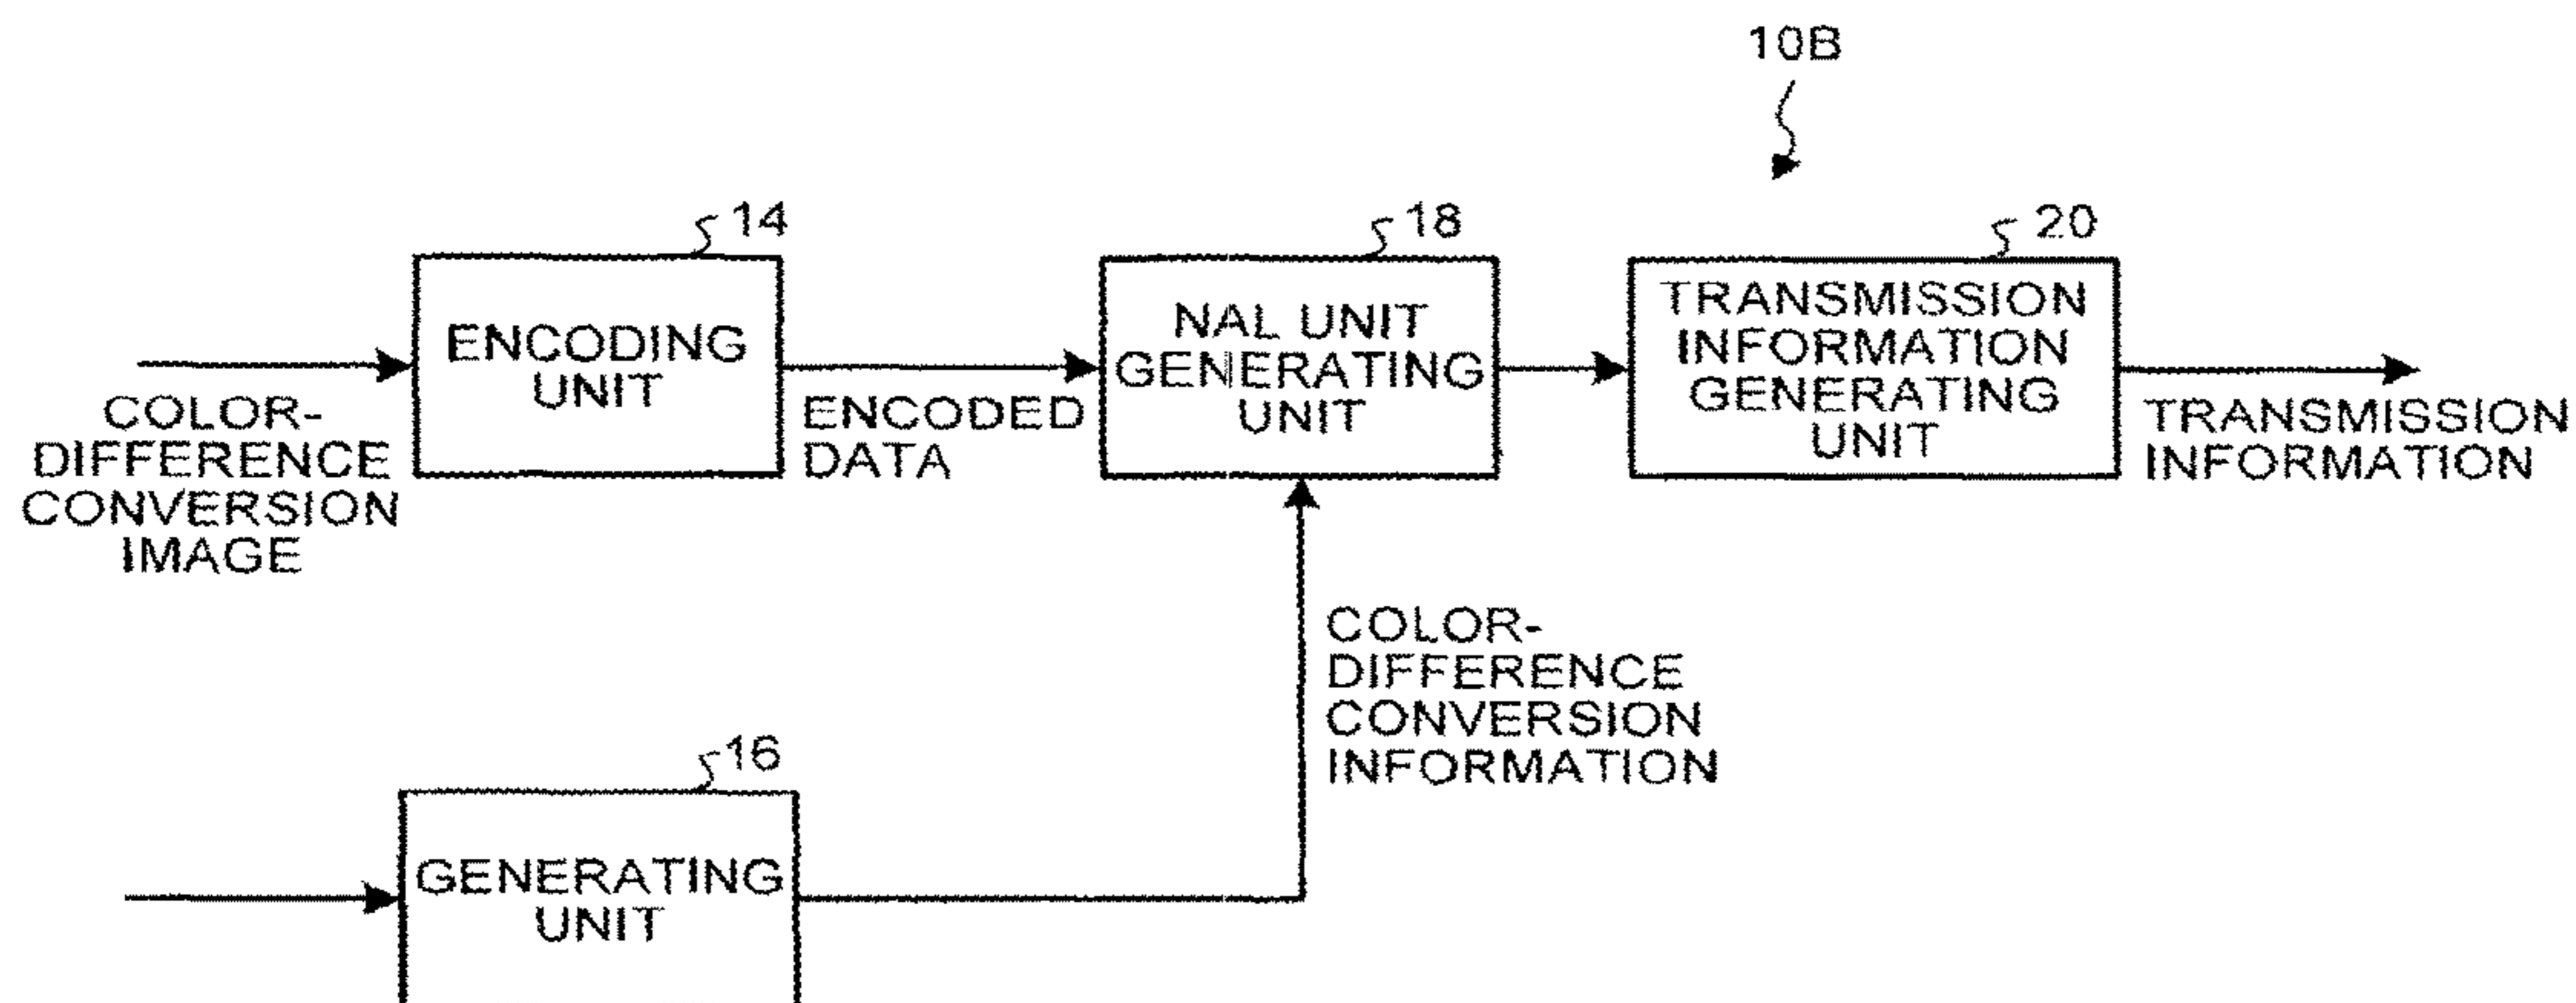 10B
14
18
20
ENCODING
UNIT
NAL UNIT
GENERATING
UNIT
TRANSMISSION
INFORMATION
GENERATING
UNIT
COLOR-
DIFFERENCE
CONVERSION
IMAGE
ENCODED
DATA
TRANSMISSION
INFORMATION
COLOR-
DIFFERENCE
CONVERSION
INFORMATION
16
GENERATING
UNIT